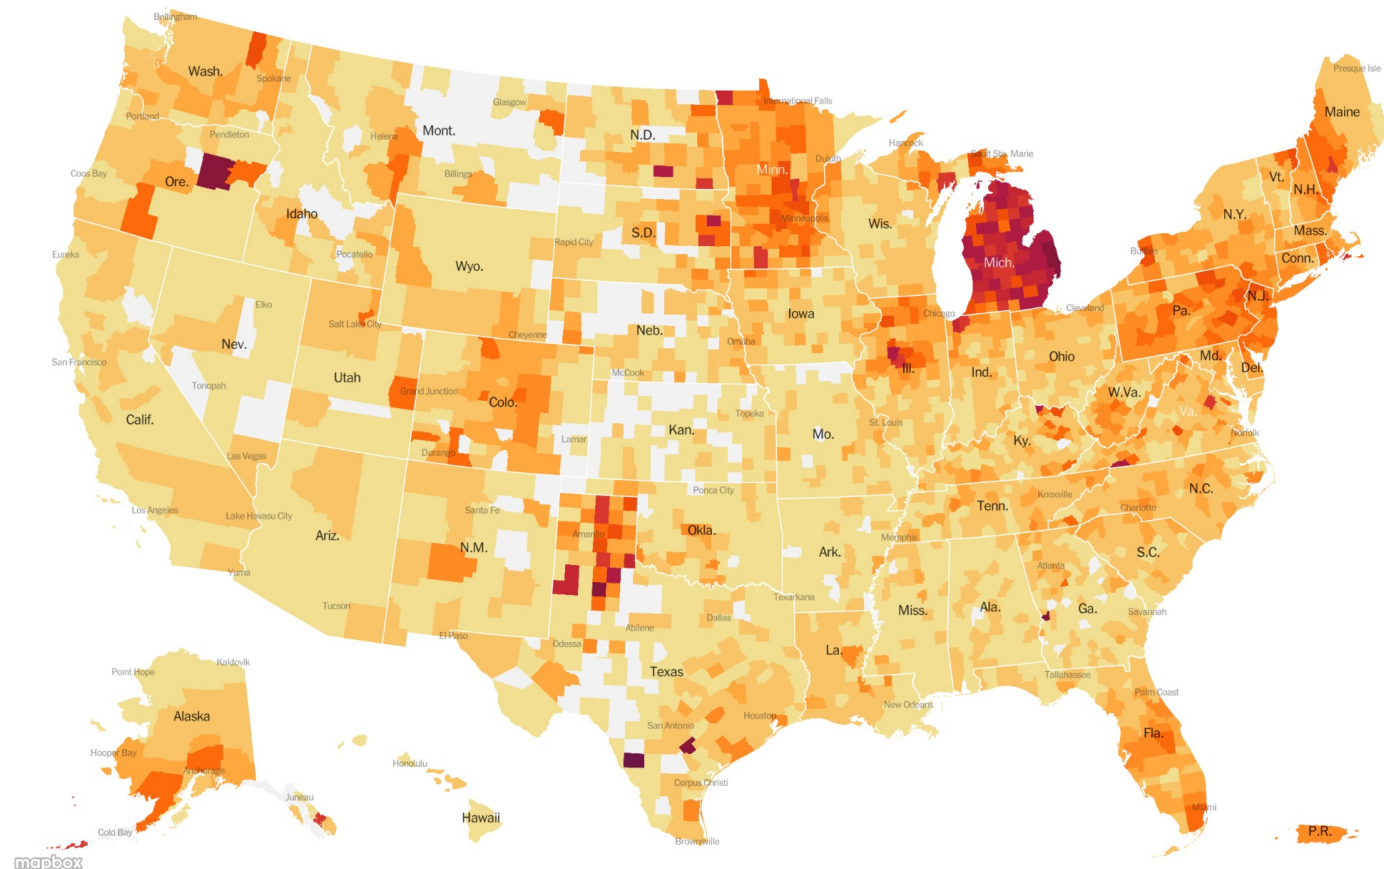 Bellingham
Presque Isle
Wash.
Spokane
International Falls
Glasgow
Maine
Portland
Pendleton
Helena
Mont.
N.D.
Hancock
Sault Ste. Marie
Duluth
Minn.
Coos Bay
Ore.
Billings
Vt.
N.H.
Idaho
Minneapolis
Wis.
N.Y.
S.D.
Mass.
Rapid City
Buffalo
Eureka
Pocatello
Wyo.
Mich.
Conn.
Elko
N.J.
Salt Lake City
Cheyenne
Neb.
Iowa
Chicago
Cleveland
Pa.
Omaha
San Francisco
Nev.
Ohio
Md.
Utah
McCook
Ill.
Ind.
Del.
Tonopah
Grand Junction
Colo.
W.Va.
Calif.
Topeka
Va.
Kan.
St. Louis
Mo.
Ky.
Norfolk
Lamar
Las Vegas
Durango
Ponca City
Knoxville
N.C.
Los Angeles
Lake Havasu City
Santa Fe
Tenn.
Charlotte
Ariz.
N.M.
Amarillo
Okla.
Memphis
Ark.
S.C.
Yuma
Atlanta
Tucson
Texarkana
Miss.
Ala.
Ga.
Savannah
Dallas
El Paso
Abilene
Odessa
La.
Texas
Tallahassee
Point Hope
Kaktovik
Palm Coast
New Orleans
Alaska
Houston
San Antonio
Fla.
Hooper Bay
Anchorage
Honolulu
Corpus Christi
Juneau
Miami
Hawaii
Cold Bay
P.R.
Brownsville
mapbox